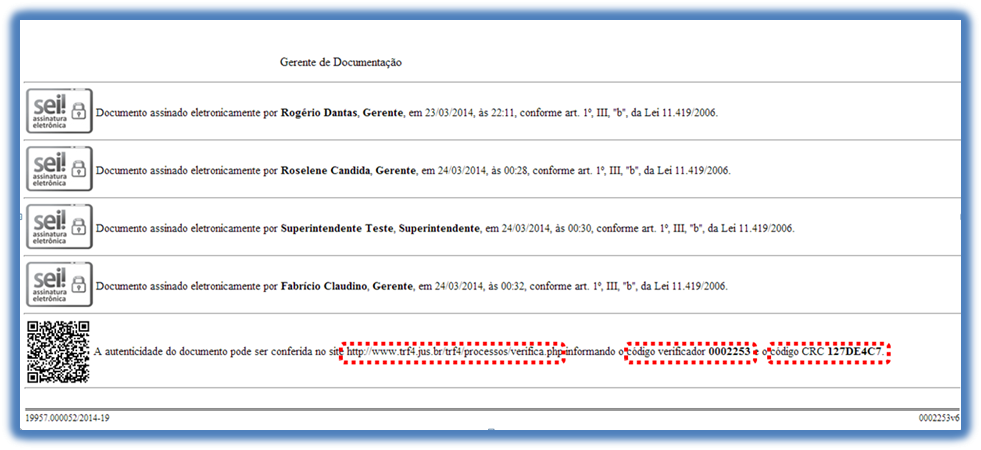 Gerente de Documentação
sei!
assinatura
eletrônica
Documento assinado eletronicamente por Rogério Dantas, Gerente, em 23/03/2014, às 22:11, conforme art. 1º, III, "b", da Lei 11.419/2006.
sei!
assinatura
eletrônica
Documento assinado eletronicamente por Roselene Candida, Gerente, em 24/03/2014, às 00:28, conforme art. 1º, III, "b", da Lei 11.419/2006.
sei!
assinatura
eletrônica
Documento assinado eletronicamente por Superintendente Teste, Superintendente, em 24/03/2014, às 00:30, conforme art. 1º, III, "b", da Lei 11.419/2006.
sei!
assinatura
eletrônica
Documento assinado eletronicamente por Fabrício Claudino, Gerente, em 24/03/2014, às 00:32, conforme art. 1º, III, "b", da Lei 11.419/2006.
A autenticidade do documento pode ser conferida no site http://www.trf4.jus.br/trf4/processos/verifica.php informando o código verificador 0002253 e o código CRC 127DE4C7.
19957.000052/2014-19 0002253v6